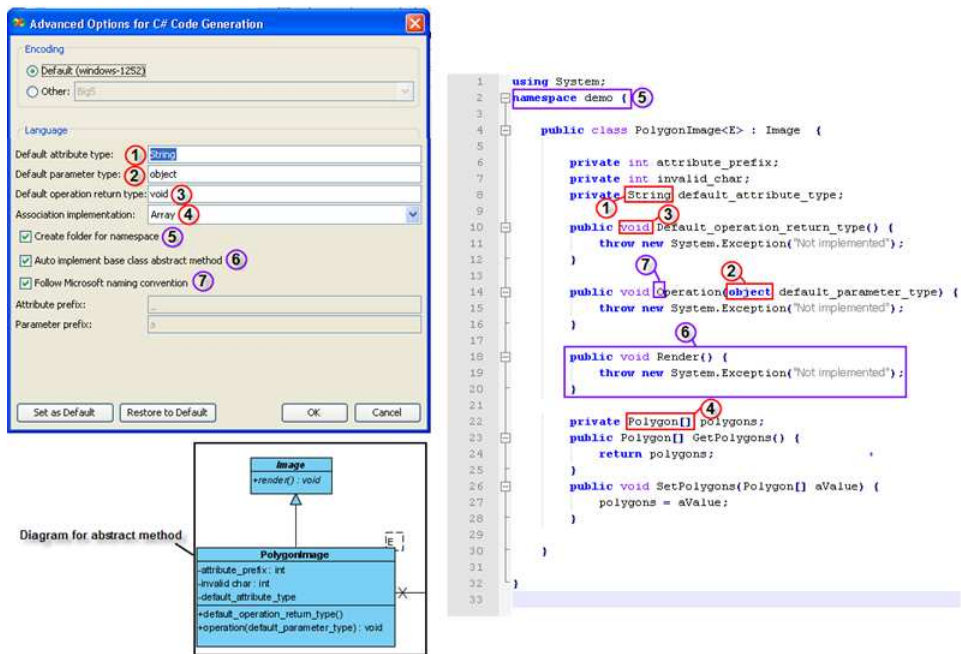 Advanced Options for C# Code Generation
Encoding
Default (windows-1252)
Other: Big5
Language
Default attribute type: 1 String
Default parameter type: 2 object
Default operation return type: void 3
Association implementation: Array 4
Create folder for namespace 5
Auto implement base class abstract method 6
Follow Microsoft naming convention 7
Attribute prefix: _
Parameter prefix: a
Set as Default Restore to Default OK Cancel
Image
+render() : void
Diagram for abstract method
E
PolygonImage
-attribute_prefix : int
-invalid char : int
-default_attribute_type
+default_operation_return_type()
+operation(default_parameter_type) : void
1 using System;
2 namespace demo { 5
3
4 public class PolygonImage<E> : Image {
5
6 private int attribute_prefix;
7 private int invalid_char;
8 private String default_attribute_type;
9 1 3
10 public void Default_operation_return_type() {
11 throw new System.Exception("Not implemented");
12 }
13 7 2
14 public void Operation(object default_parameter_type) {
15 throw new System.Exception("Not implemented");
16 }
17 6
18 public void Render() {
19 throw new System.Exception("Not implemented");
20 }
21 4
22 private Polygon[] polygons;
23 public Polygon[] GetPolygons() {
24 return polygons;
25 }
26 public void SetPolygons(Polygon[] aValue) {
27 polygons = aValue;
28 }
29
30 }
31
32 }
33